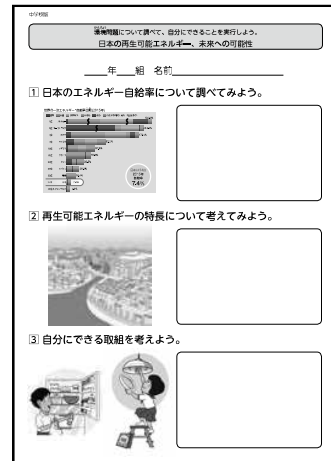 中学校版
環境問題について調べて、自分にできることを実行しよう。
日本の再生可能エネルギー、未来への可能性
年 組 名前
1 日本のエネルギー自給率について調べてみよう。
7.4%
2 再生可能エネルギーの特長について考えてみよう。
3 自分にできる取組を考えよう。